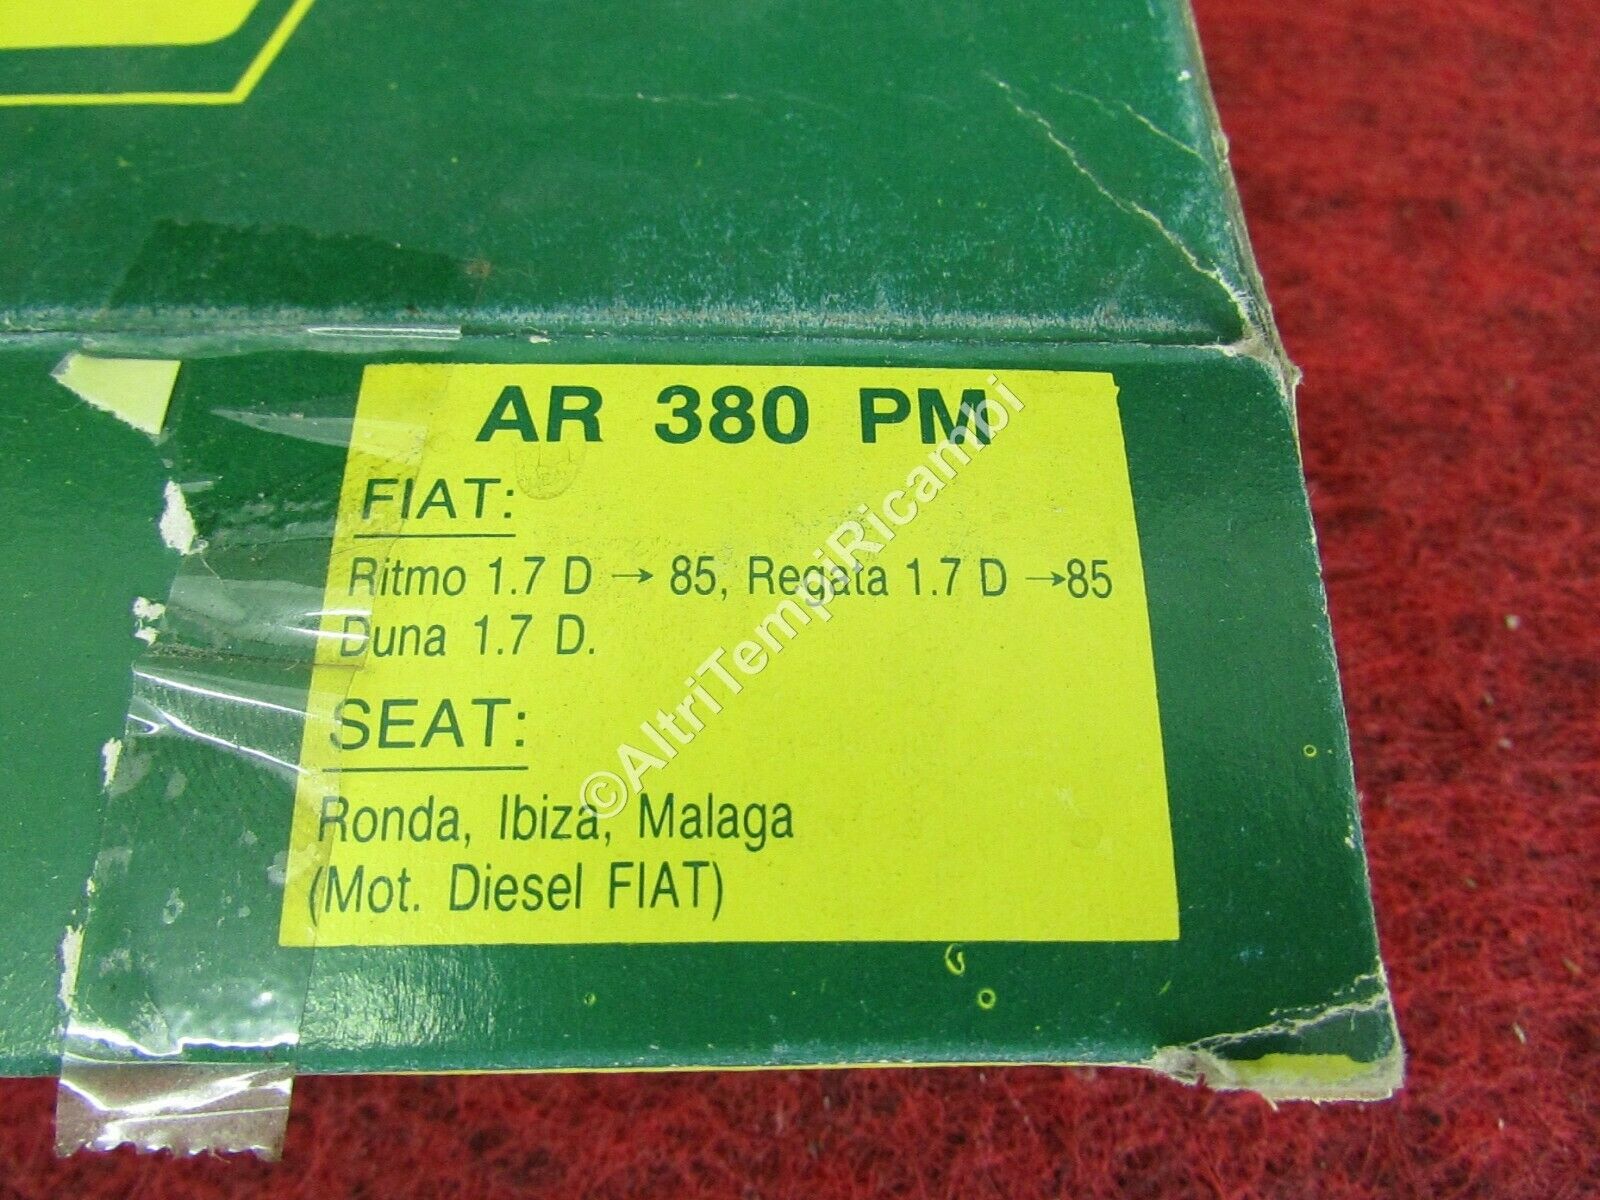 AR 380 PM
FIAT:
Ritmo 1.7 D → 85, Regata 1.7 D →85
Duna 1.7 D.
SEAT:
Ronda, Ibiza, Malaga
(Mot. Diesel FIAT)
©AltriTempiRicambi